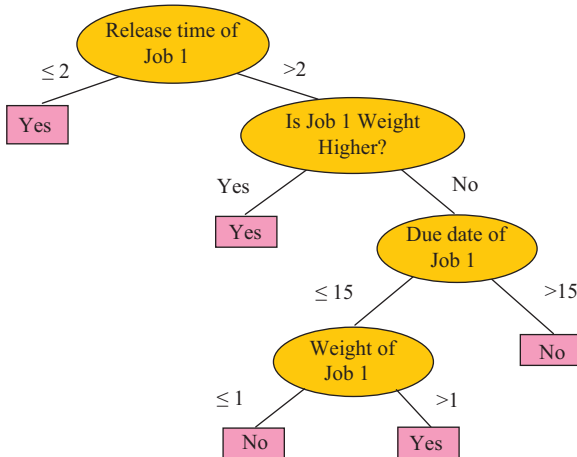 Release time of
Job 1
≤ 2
>2
Yes
Is Job 1 Weight
Higher?
Yes
No
Yes
Due date of
Job 1
≤ 15
>15
No
Weight of
Job 1
≤ 1
>1
No
Yes